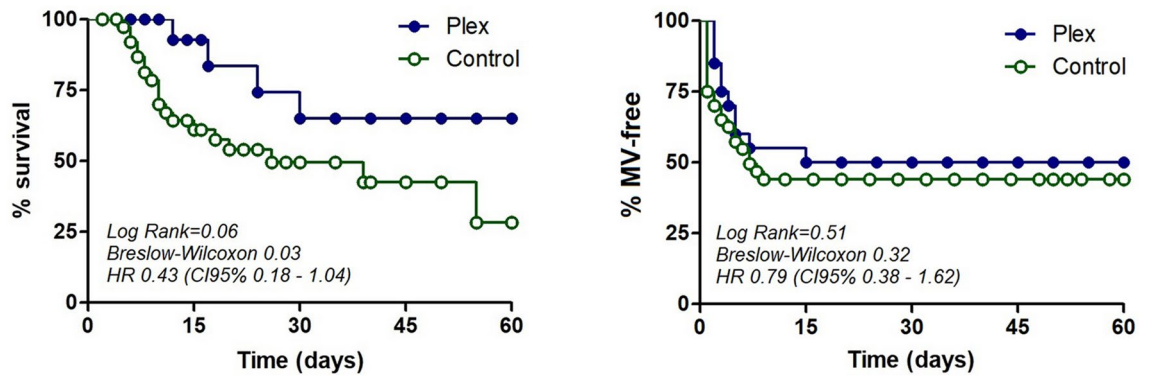 % survival
100
75
50
25
0
0
15
30
45
60
Time (days)
Plex
Control
Log Rank=0.06
Breslow-Wilcoxon 0.03
HR 0.43 (CI95% 0.18 - 1.04)
% MV-free
100
75
50
25
0
0
15
30
45
60
Time (days)
Plex
Control
Log Rank=0.51
Breslow-Wilcoxon 0.32
HR 0.79 (CI95% 0.38 - 1.62)